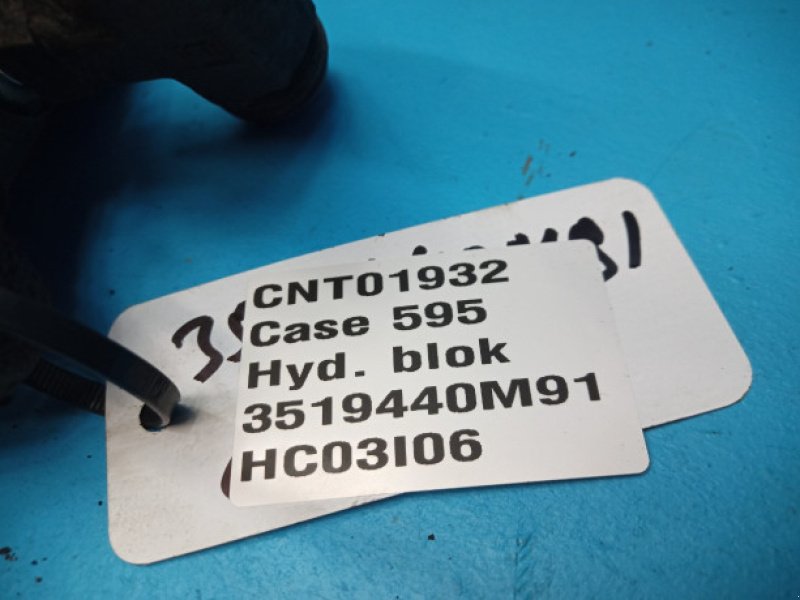 CNT01932
Case 595
Hyd. blok
3519440M91
HC03I06